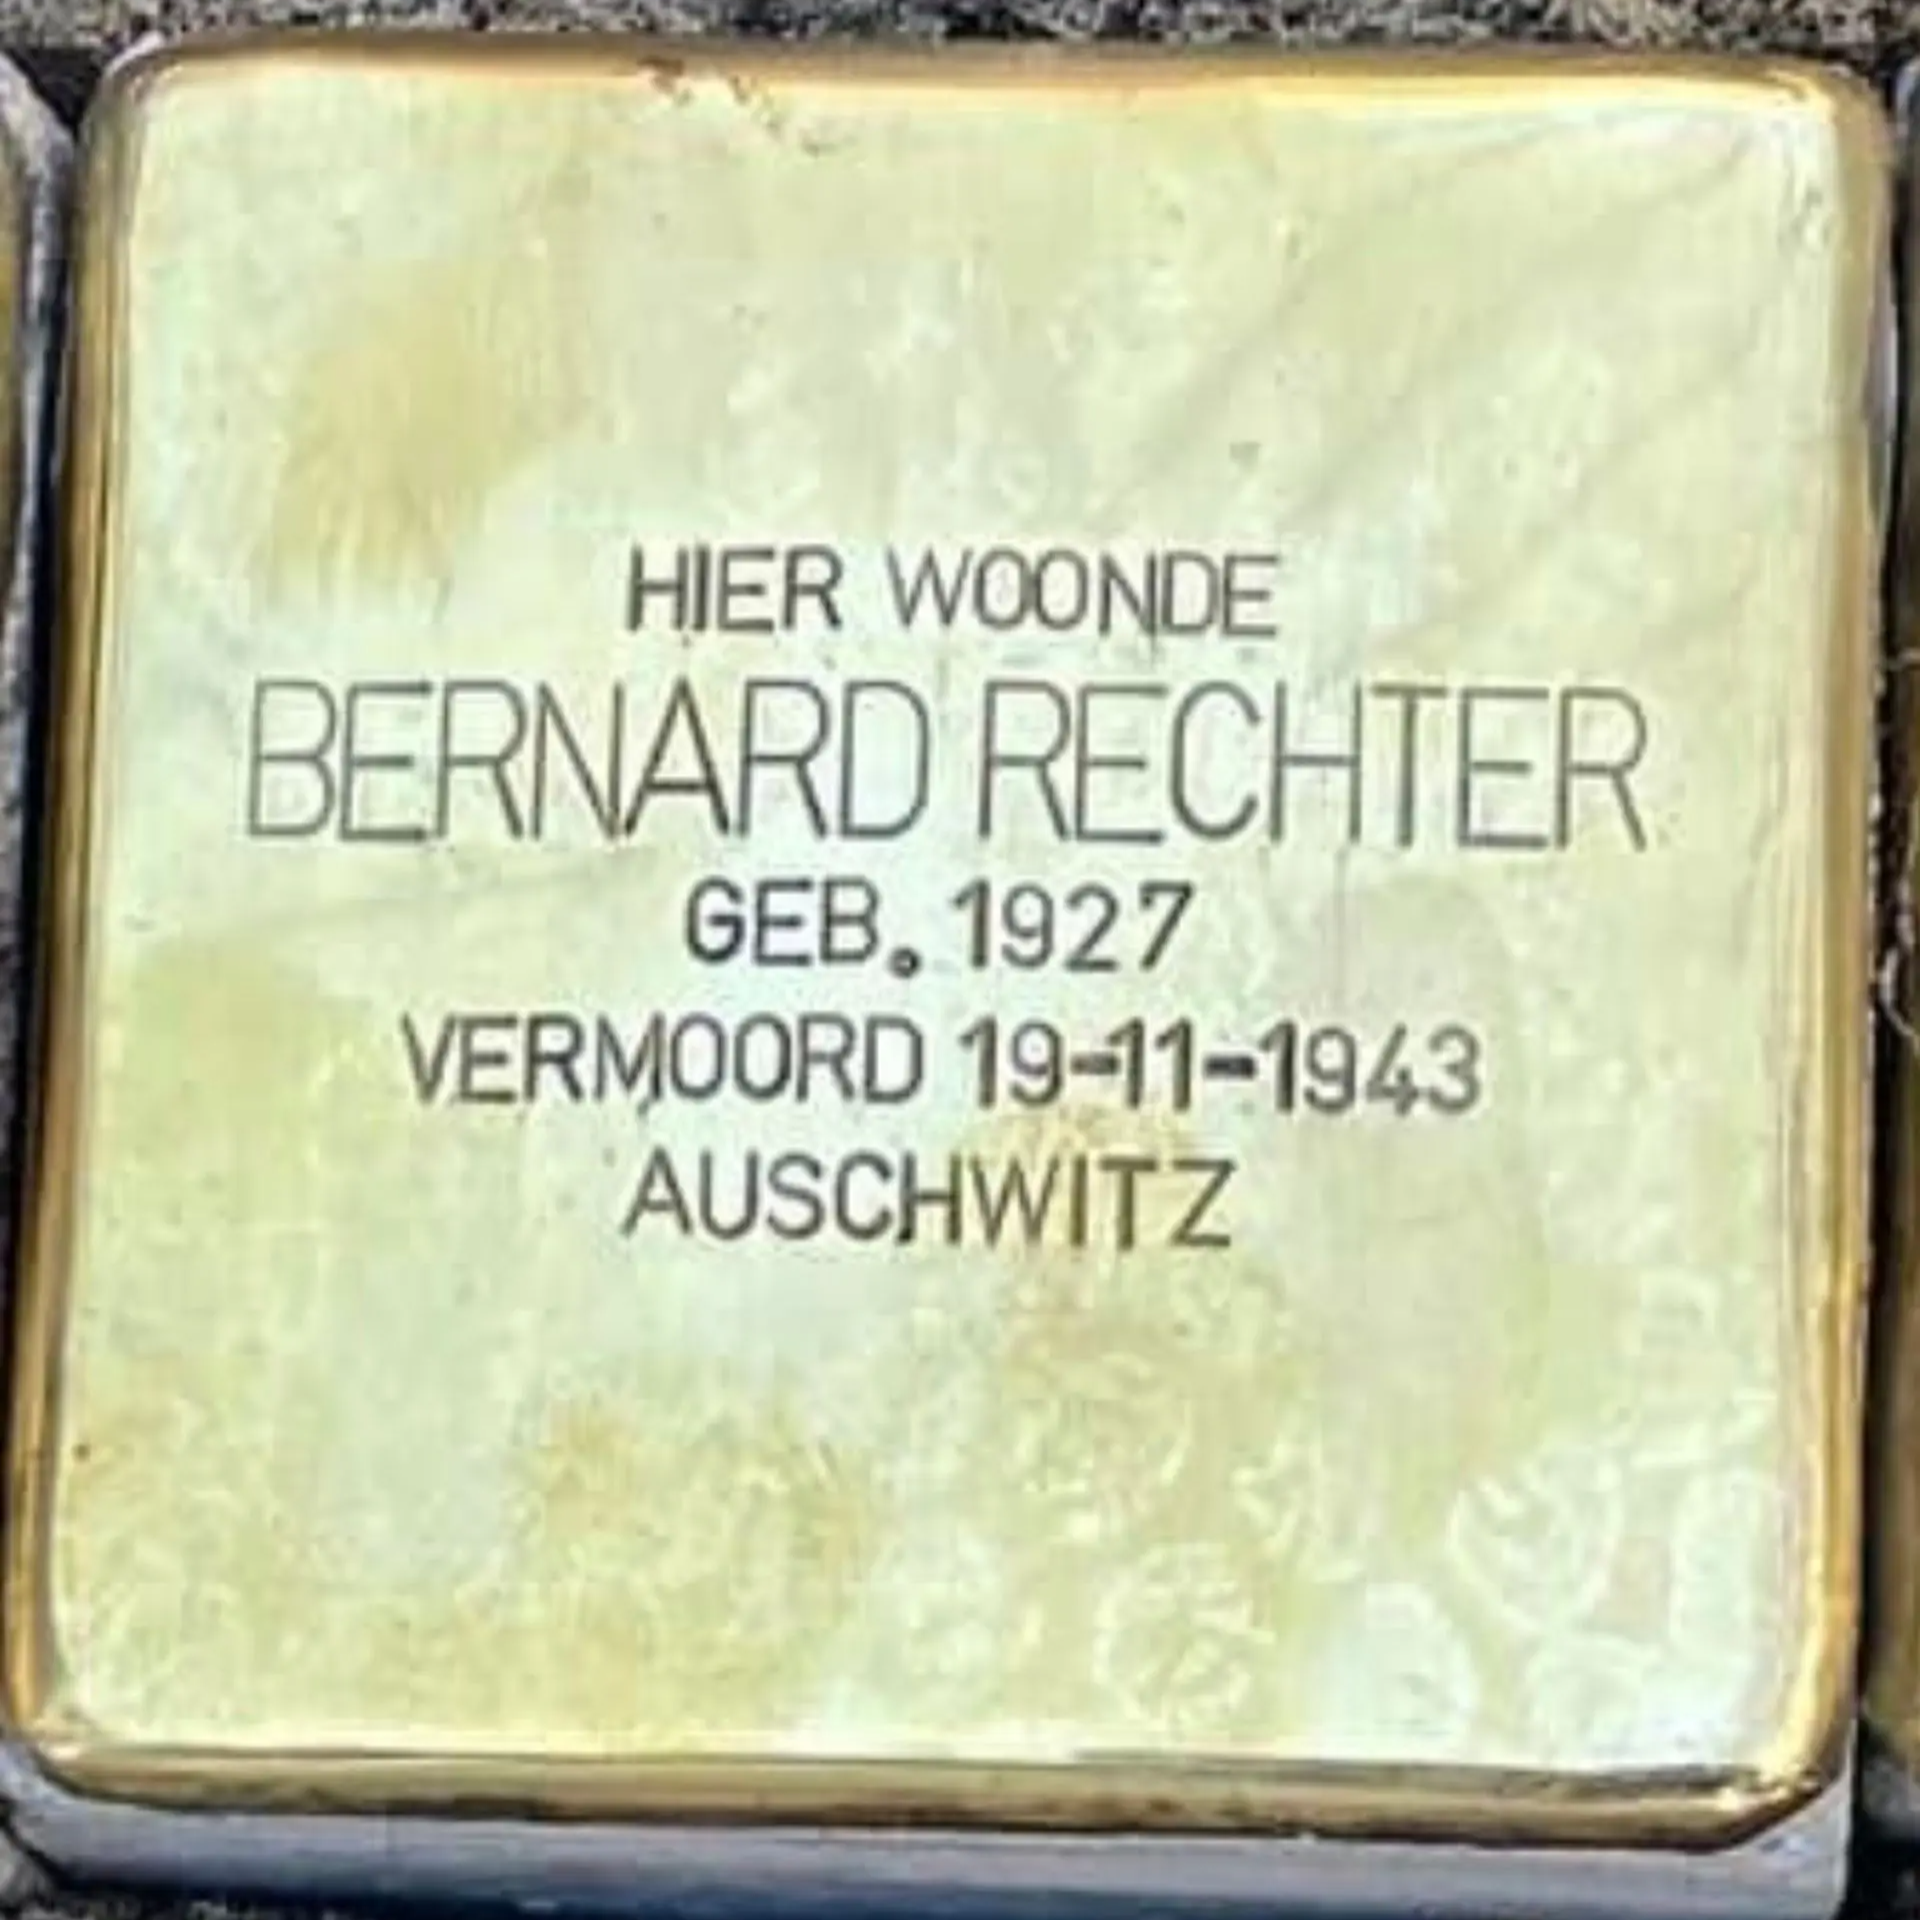 HIER WOONDE
BERNARD RECHTER
GEB. 1927
VERMOORD 19-11-1943
AUSCHWITZ